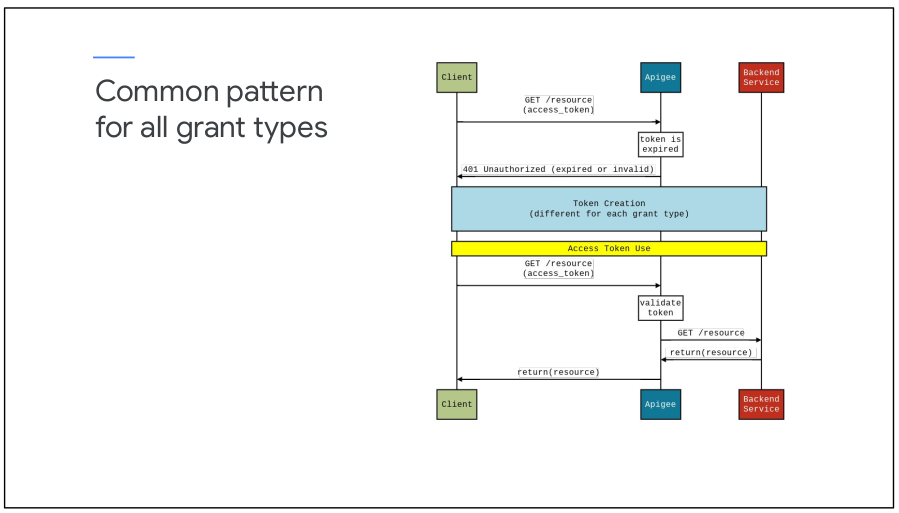 Common pattern
for all grant types
Client
Apigee
Backend
Service
GET /resource
(access_token)
token is
expired
401 Unauthorized (expired or invalid)
Token Creation
(different for each grant type)
Access Token Use
GET /resource
(access_token)
validate
token
GET /resource
return(resource)
return(resource)
Client
Apigee
Backend
Service